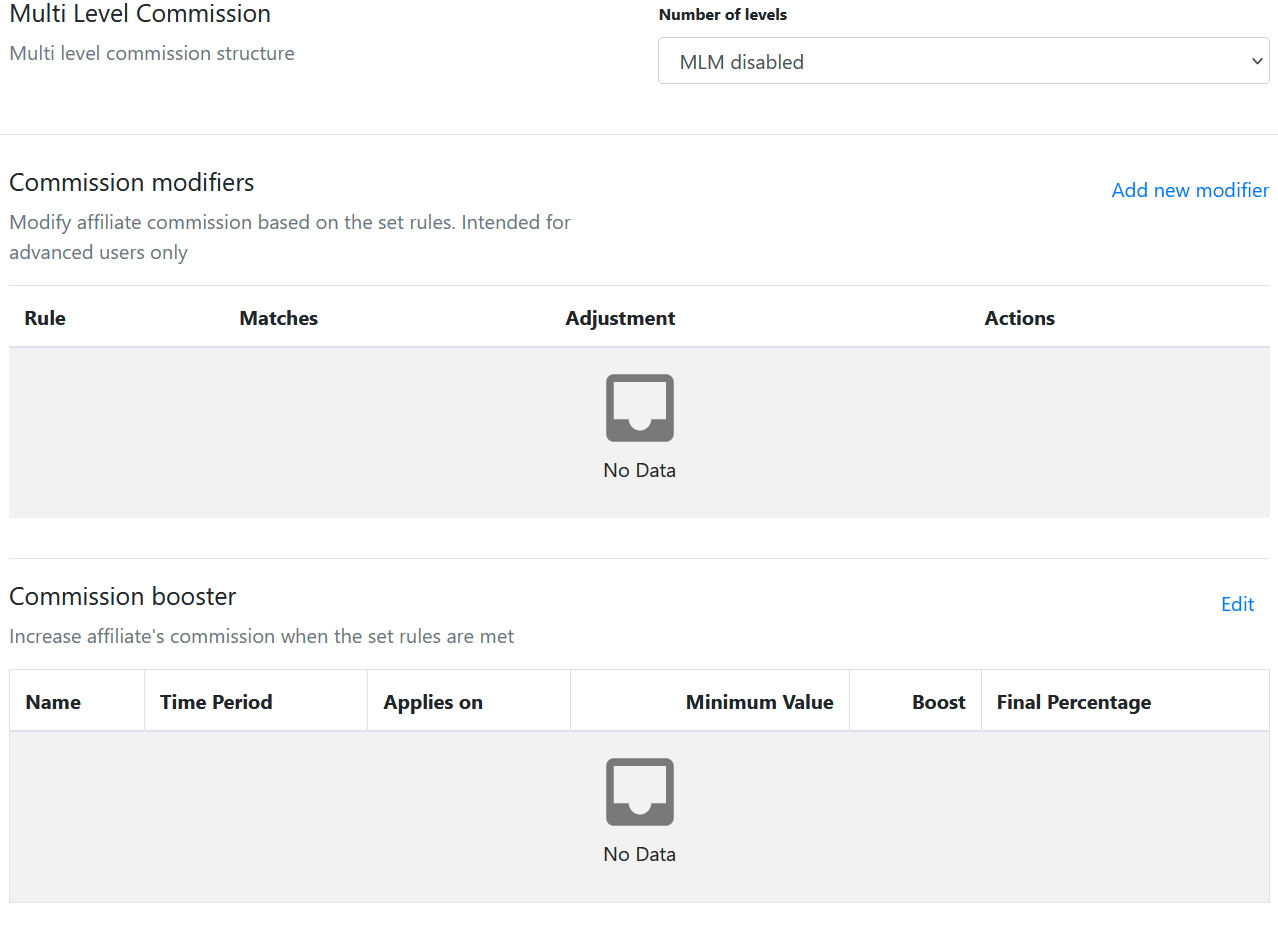 Multi Level Commission
Multi level commission structure
Number of levels
MLM disabled
Commission modifiers
Add new modifier
Modify affiliate commission based on the set rules. Intended for
advanced users only
Rule Matches Adjustment Actions
No Data
Commission booster
Edit
Increase affiliate's commission when the set rules are met
Name Time Period Applies on Minimum Value Boost Final Percentage
No Data